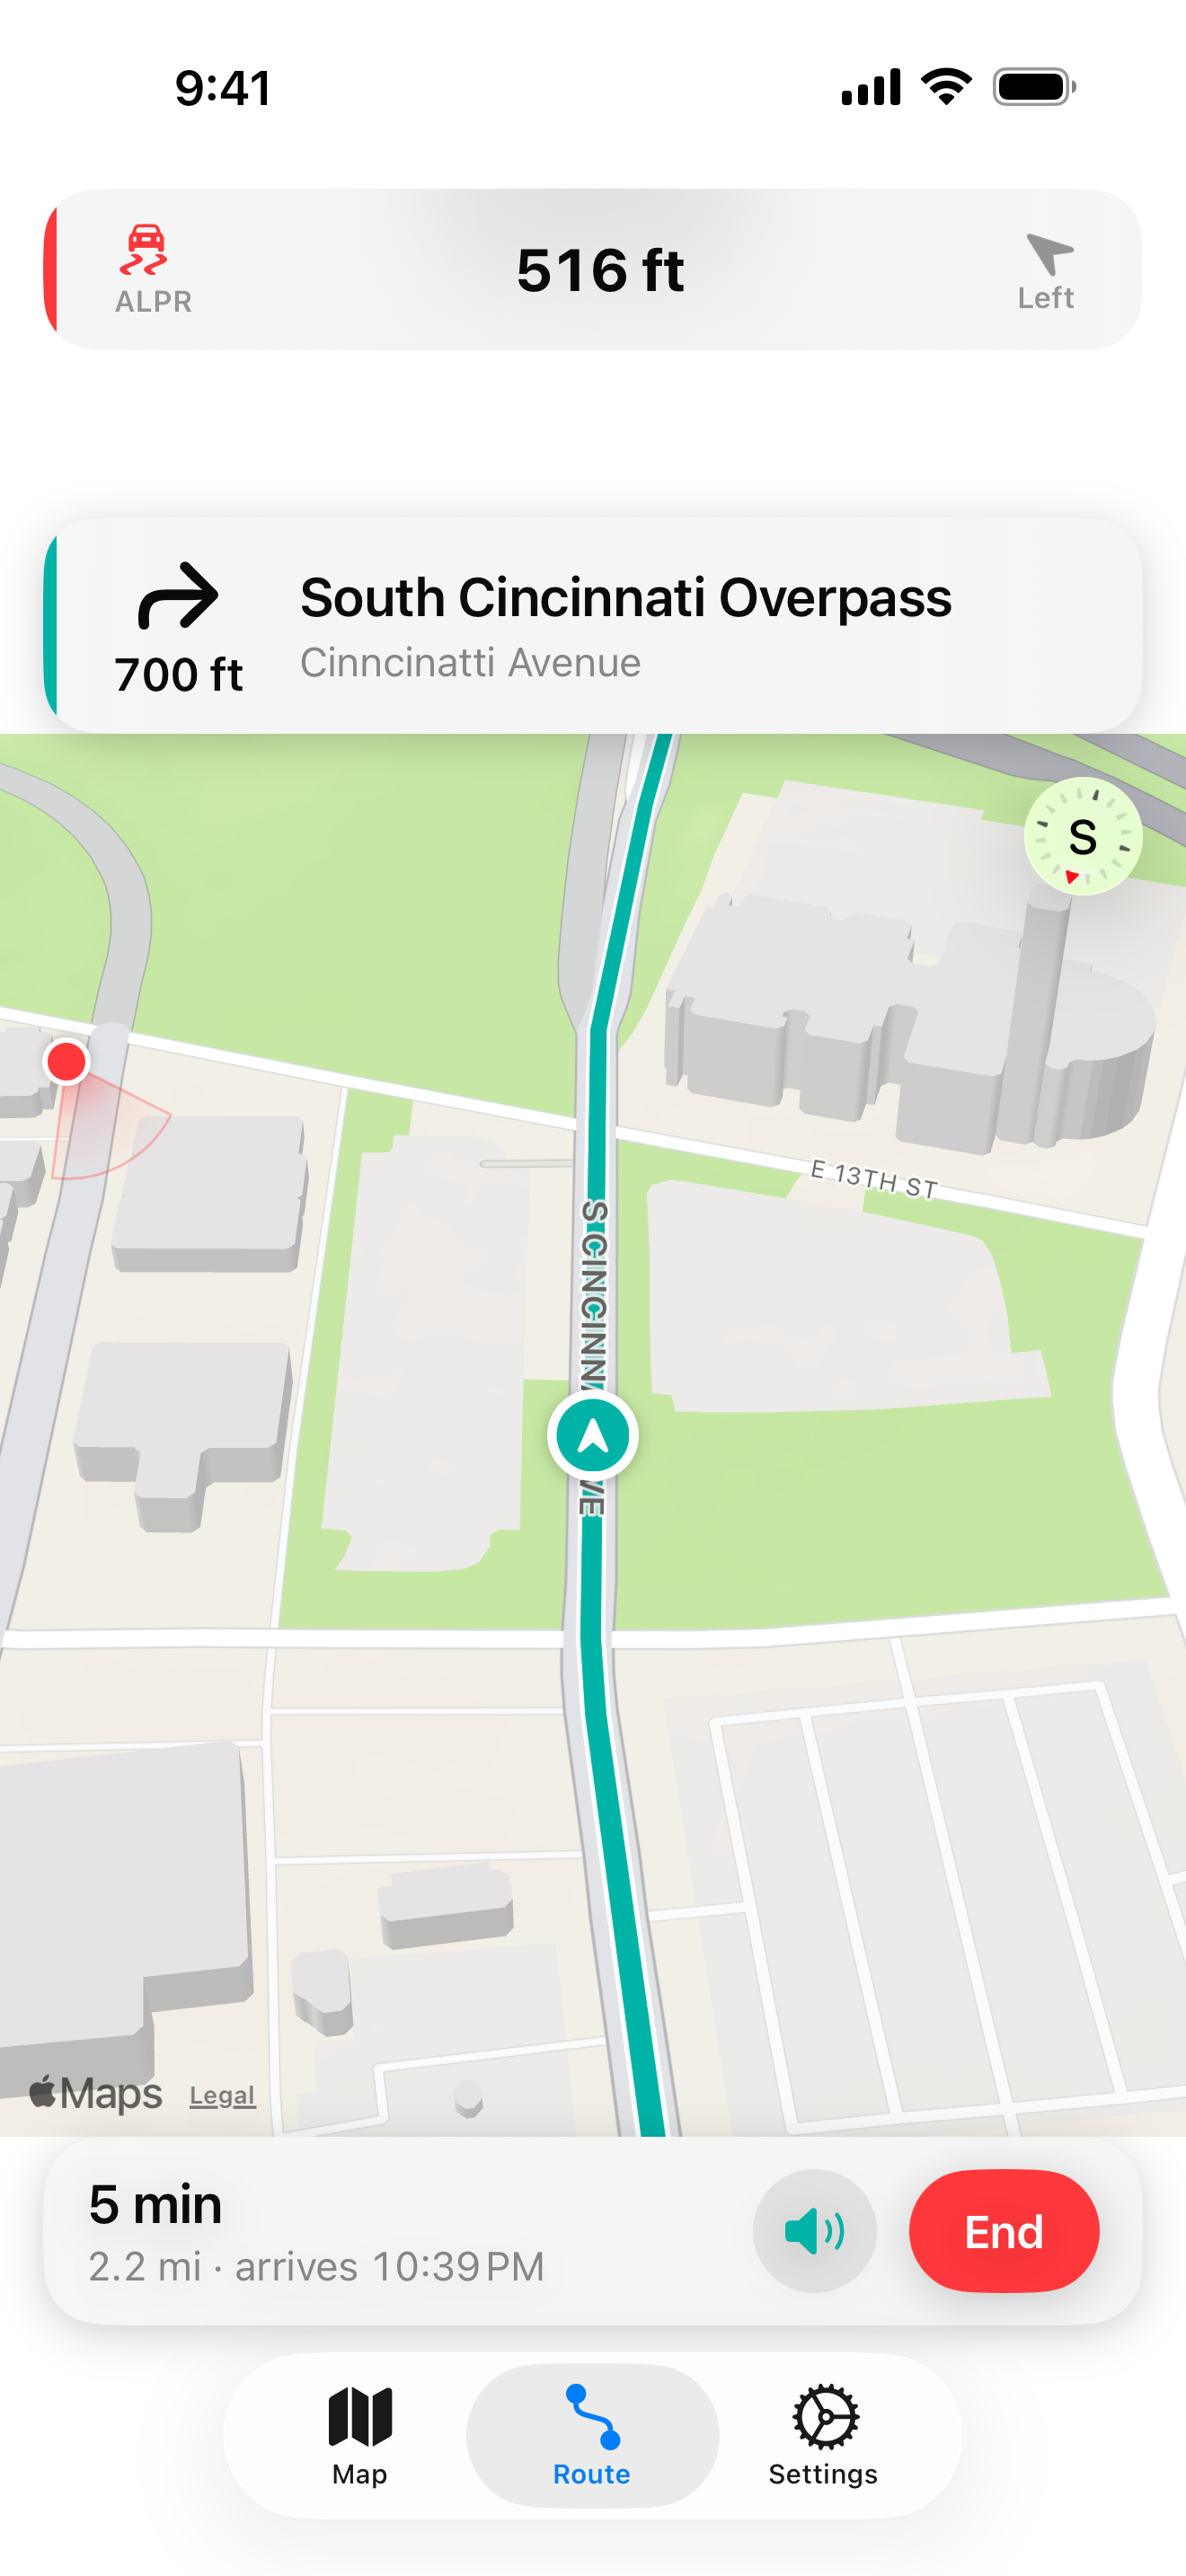 9:41
ALPR
516 ft
Left
700 ft
South Cincinnati Overpass
Cinncinatti Avenue
S
E 13TH ST
S CINCINN
VE
Maps Legal
5 min
2.2 mi · arrives 10:39 PM
End
Map
Route
Settings